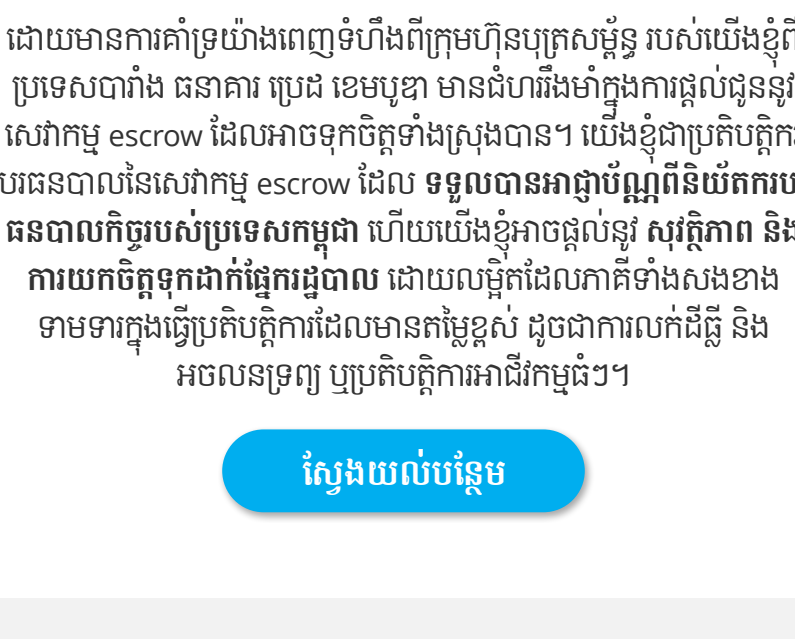 ដោយមានការគាំទ្រយ៉ាងពេញទំហឹងពីក្រុមហ៊ុនបុត្រសម្ព័ន្ធ របស់យើងខ្ញុំពី
ប្រទេសបារាំង ធនាគារ ប្រេដ ខេមបូឌា មានជំហររឹងមាំក្នុងការផ្តល់ជូននូវ
សេវាកម្ម escrow ដែលអាចទុកចិត្តទាំងស្រុងបាន។ យើងខ្ញុំជាប្រតិបត្តិករ
បរធនបាលនៃសេវាកម្ម escrow ដែល ទទួលបានអាជ្ញាប័ណ្ណពីនិយ័តករប
ធនបាលកិច្ចរបស់ប្រទេសកម្ពុជា ហើយយើងខ្ញុំអាចផ្តល់នូវ សុវត្ថិភាព និង
ការយកចិត្តទុកដាក់ផ្នែករដ្ឋបាល ដោយលម្អិតដែលភាគីទាំងសងខាង
ទាមទារក្នុងធ្វើប្រតិបត្តិការដែលមានតម្លៃខ្ពស់ ដូចជាការលក់ដីធ្លី និង
អចលនទ្រព្យ ឬប្រតិបត្តិការអាជីវកម្មធំៗ។
ស្វែងយល់បន្ថែម